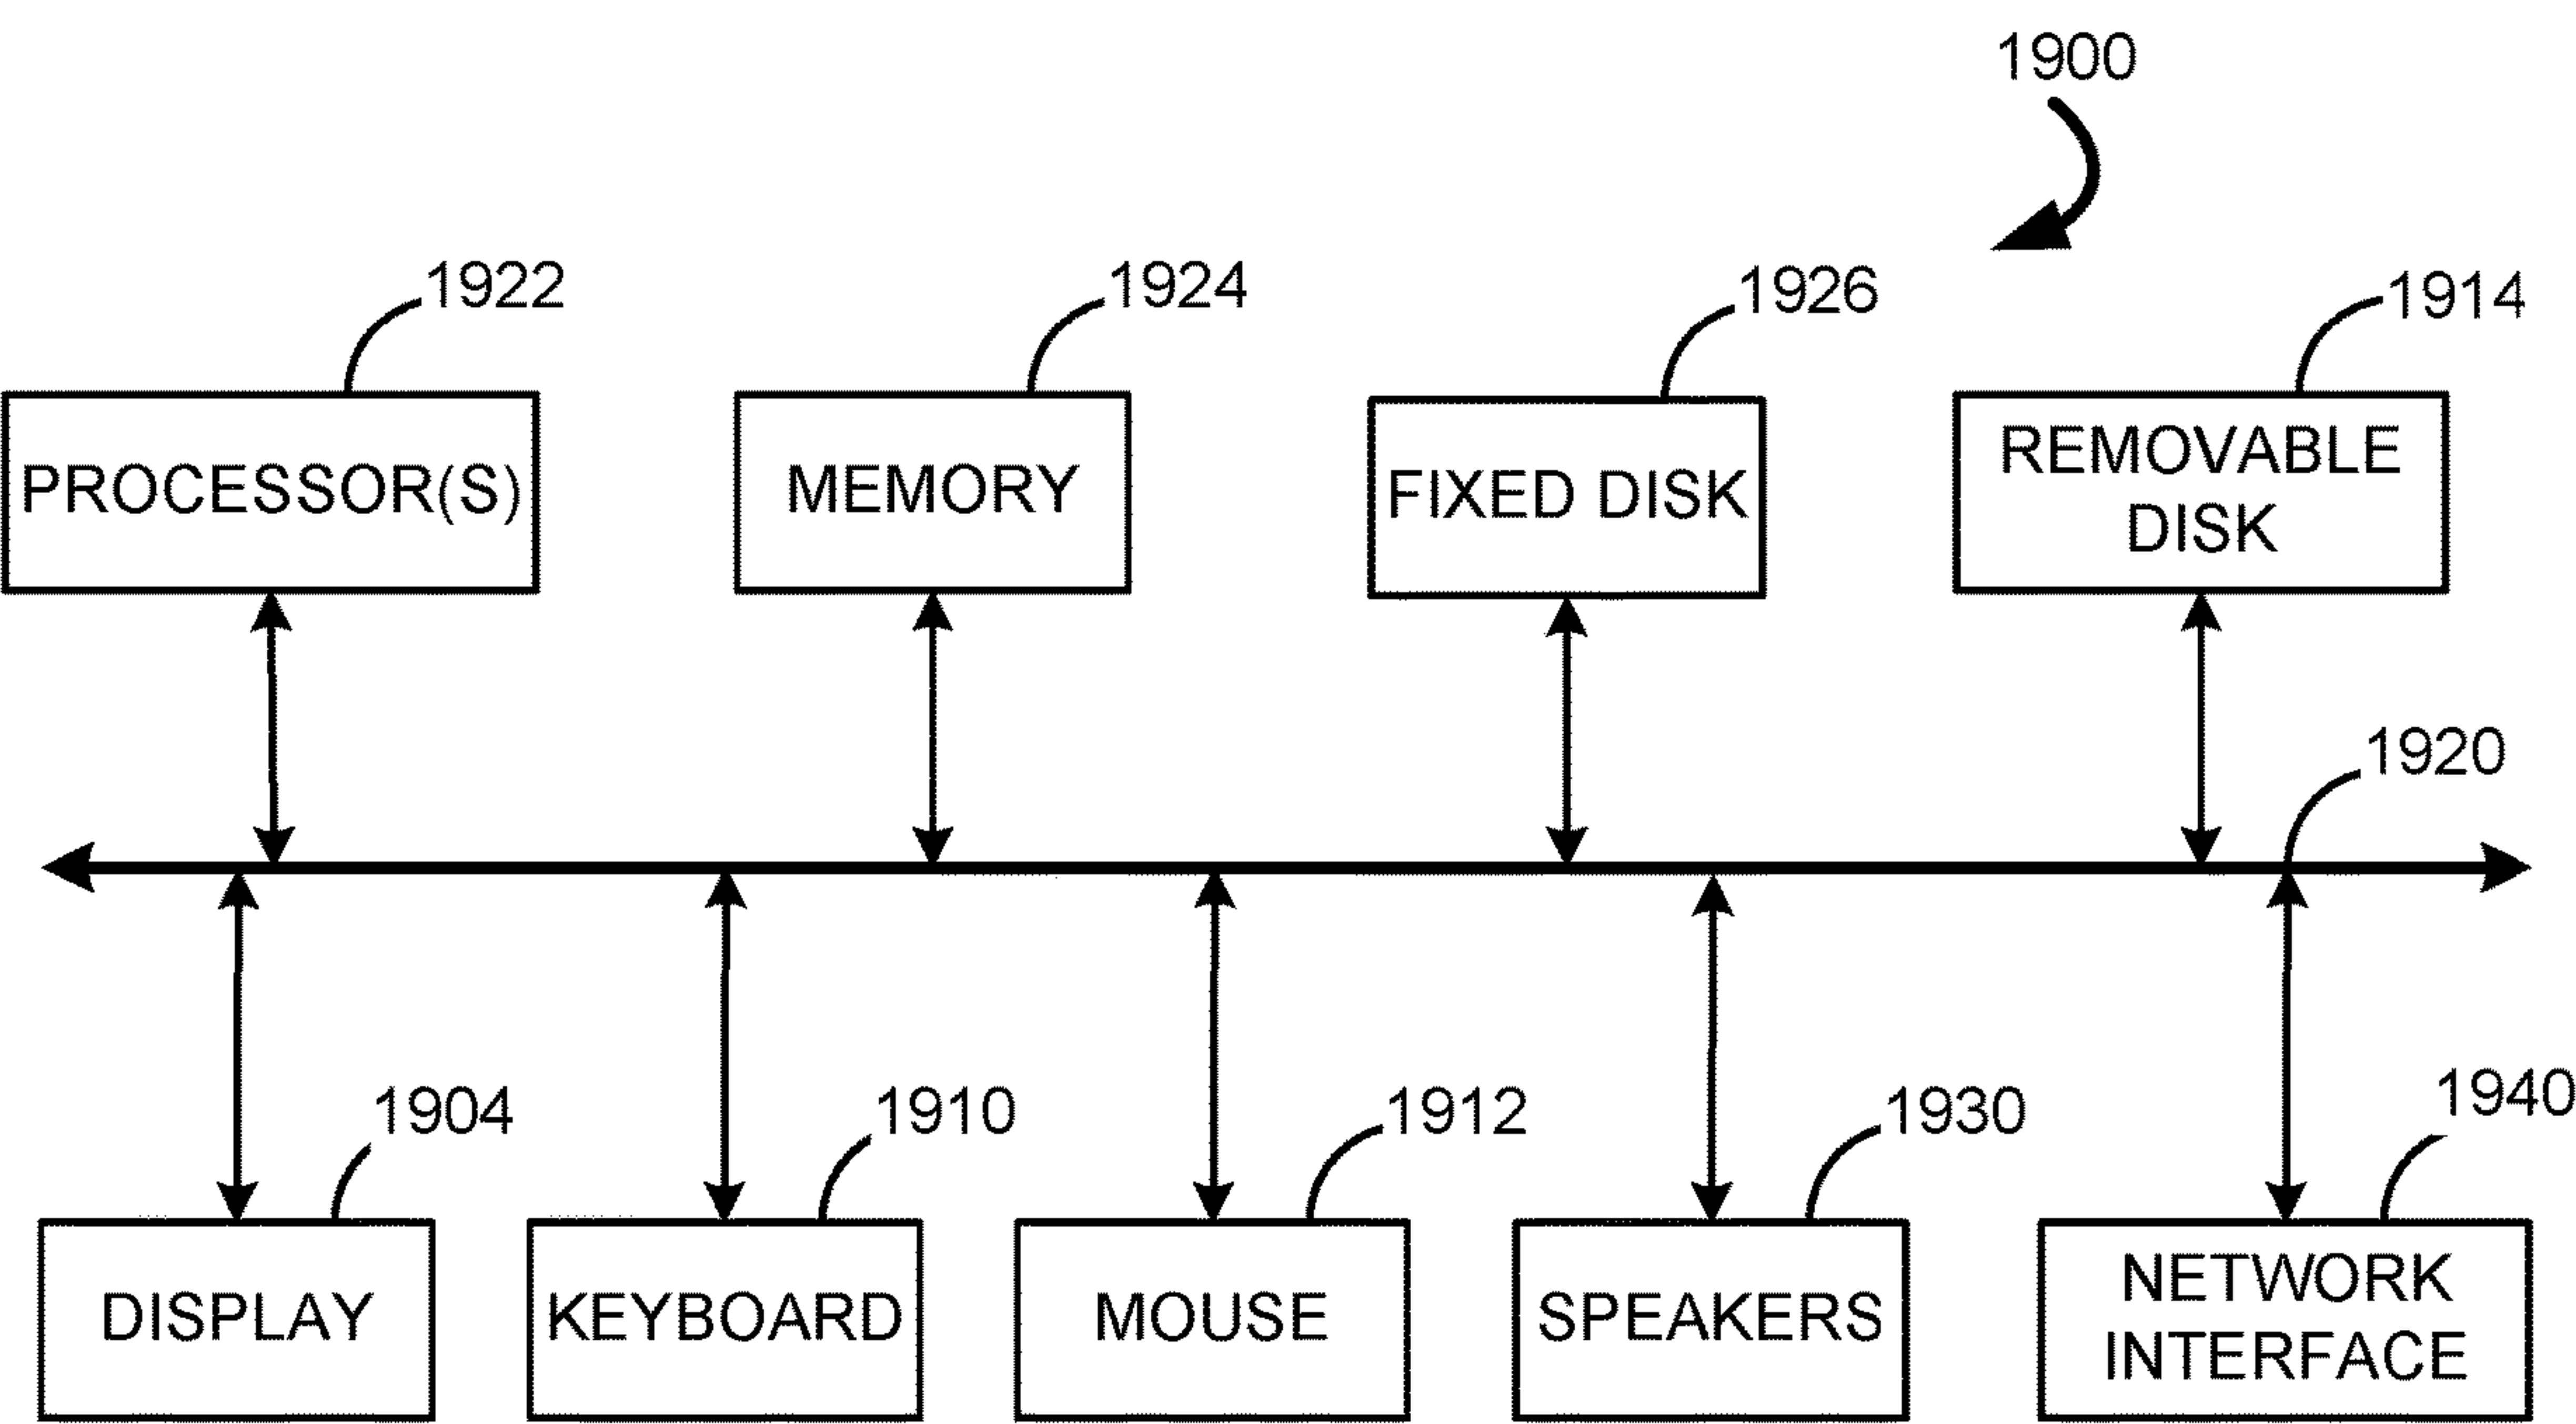 1900
1922
1924
1926
1914
PROCESSOR(S)
MEMORY
FIXED DISK
REMOVABLE
DISK
1920
1904
1910
1912
1930
1940
DISPLAY
KEYBOARD
MOUSE
SPEAKERS
NETWORK
INTERFACE